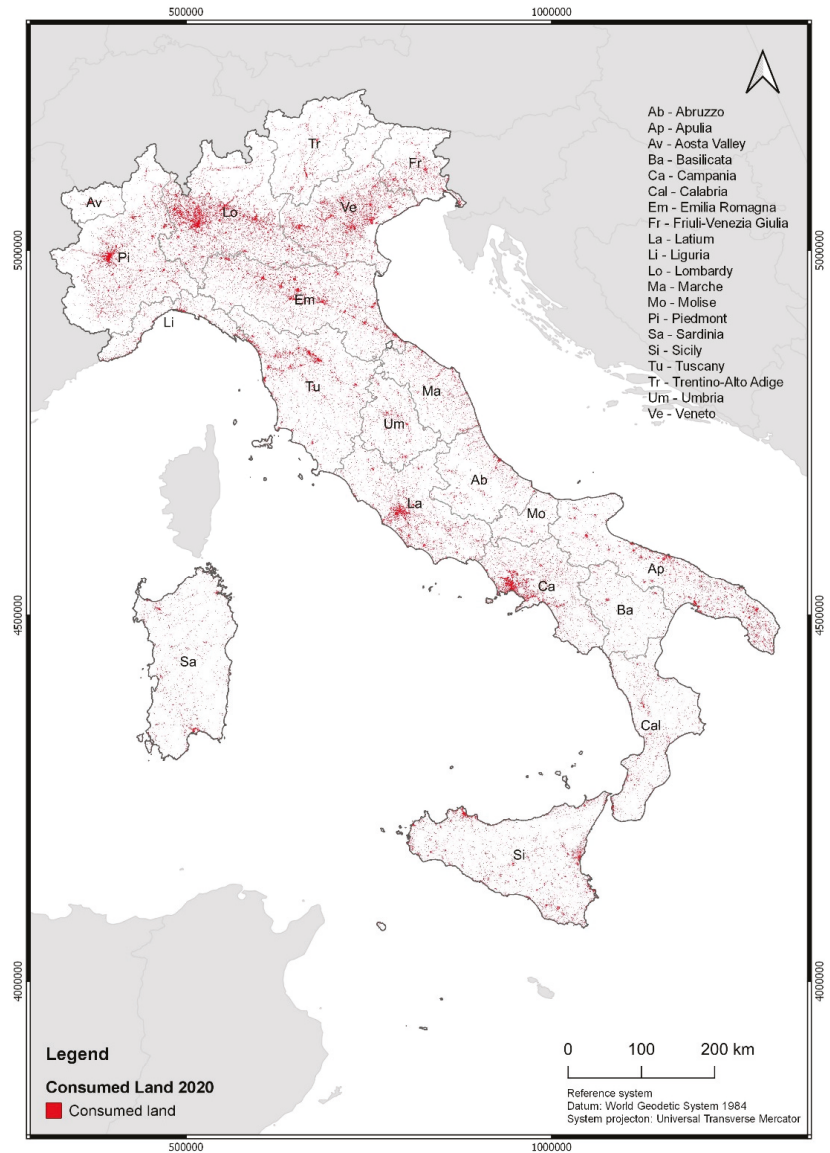 500000
1000000
Ab - Abruzzo
Ap - Apulia
Av - Aosta Valley
Ba - Basilicata
Ca - Campania
Cal - Calabria
Em - Emilia Romagna
Fr - Friuli-Venezia Giulia
La - Latium
Li - Liguria
Lo - Lombardy
Ma - Marche
Mo - Molise
Pi - Piedmont
Sa - Sardinia
Si - Sicily
Tu - Tuscany
Tr - Trentino-Alto Adige
Um - Umbria
Ve - Veneto
Tr
Fr
Av
Lo
Ve
5000000
5000000
Pi
Em
Li
Tu
Ma
Um
Ab
La
Mo
Ap
Ca
Ba
4500000
4500000
Sa
Cal
Si
4000000
4000000
Legend
Consumed Land 2020
Consumed land
0 100 200 km
Reference system
Datum: World Geodetic System 1984
System projecton: Universal Transverse Mercator
500000
1000000